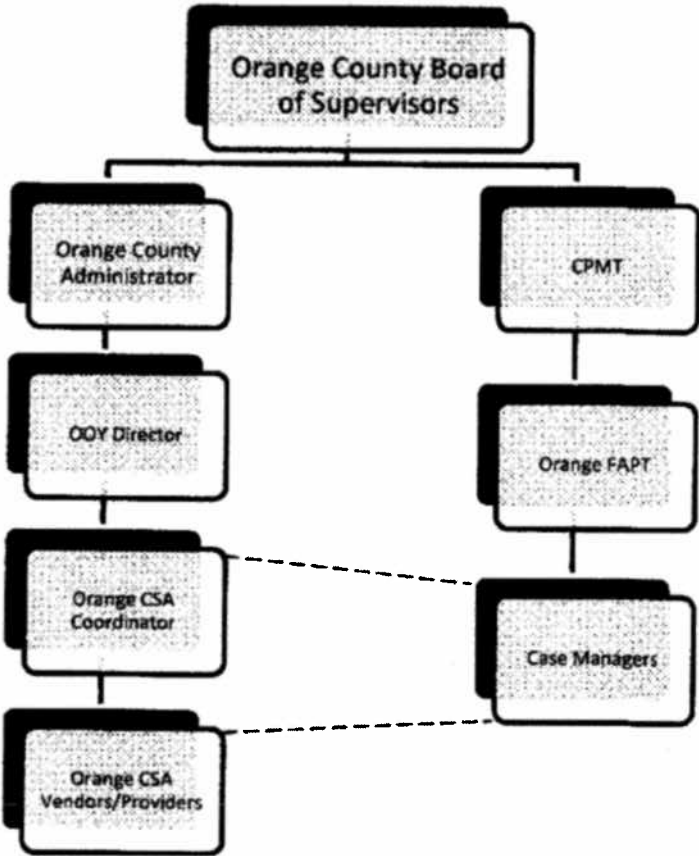 Orange County Board
of Supervisors
Orange County
Administrator
CPMT
OOY Director
Orange FAPT
Orange CSA
Coordinator
Case Managers
Orange CSA
Vendors/Providers